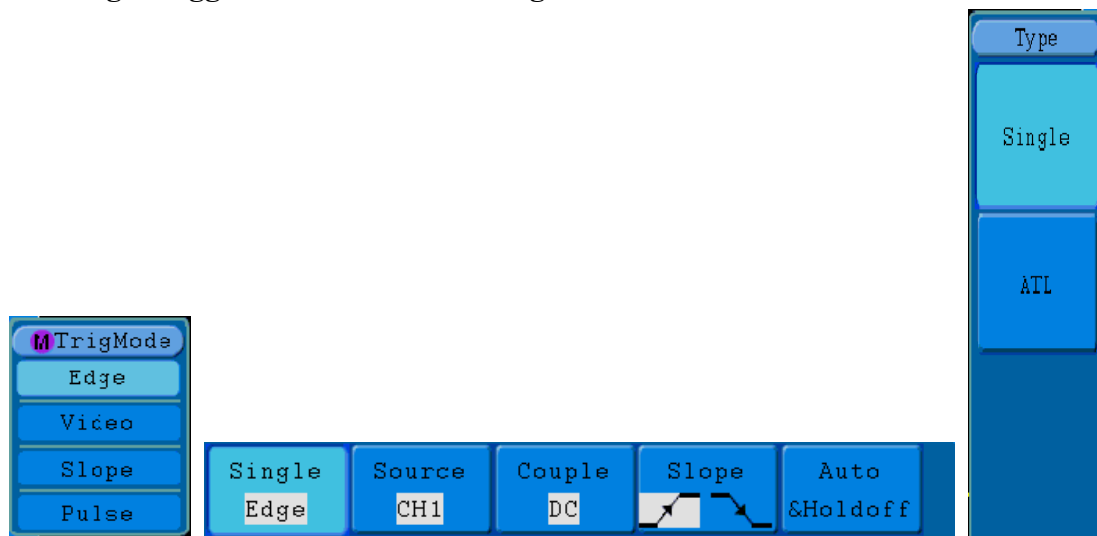 Type
Single
ATL
M TrigMode
Edge
Video
Slope
Pulse
Single
Edge
Source
CH1
Couple
DC
Slope
Auto
&Holdoff